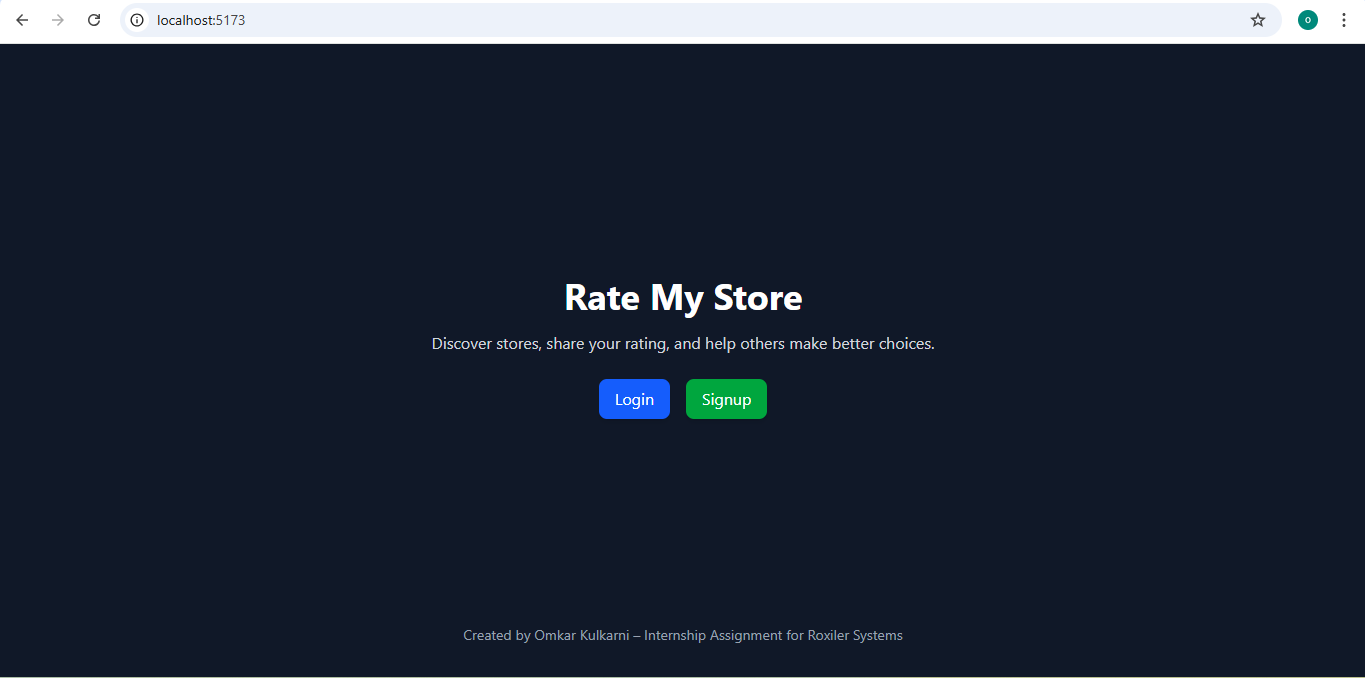 localhost:5173
o
Rate My Store
Discover stores, share your rating, and help others make better choices.
Login Signup
Created by Omkar Kulkarni – Internship Assignment for Roxiler Systems